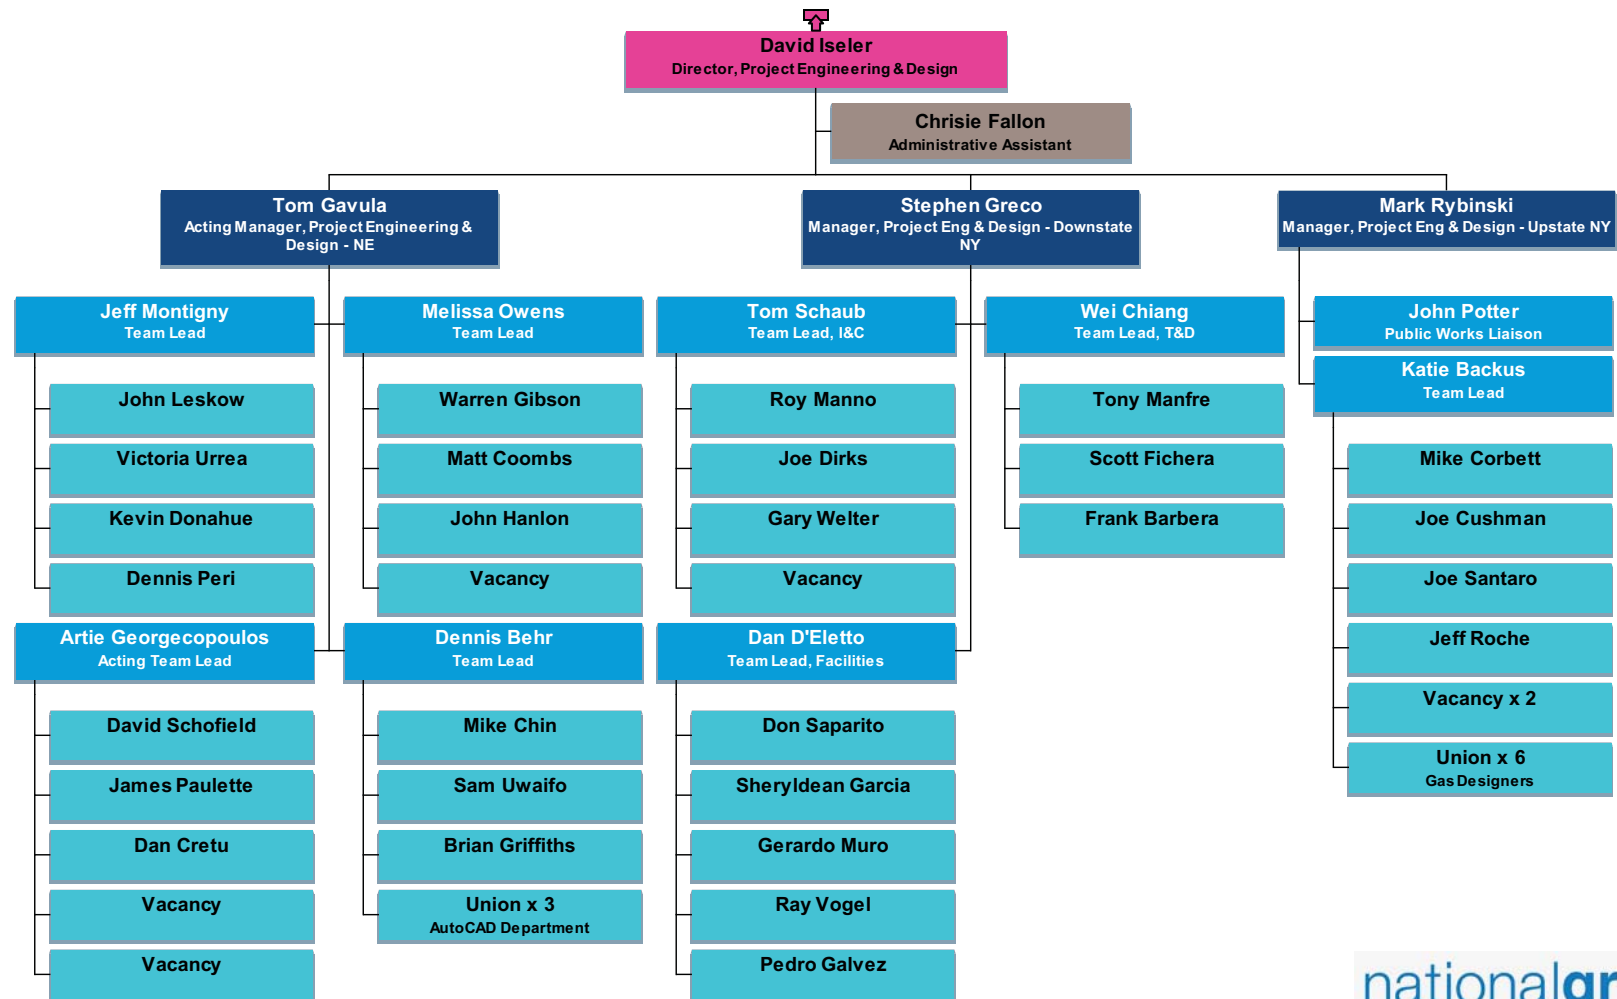 David Iseler
Director, Project Engineering & Design
Chrisie Fallon
Administrative Assistant
Tom Gavula
Acting Manager, Project Engineering &
Design - NE
Stephen Greco
Manager, Project Eng & Design - Downstate
NY
Mark Rybinski
Manager, Project Eng & Design - Upstate NY
Jeff Montigny
Team Lead
John Leskow
Victoria Urrea
Kevin Donahue
Dennis Peri
Melissa Owens
Team Lead
Warren Gibson
Matt Coombs
John Hanlon
Vacancy
Artie Georgecopoulos
Acting Team Lead
David Schofield
James Paulette
Dan Cretu
Vacancy
Vacancy
Dennis Behr
Team Lead
Mike Chin
Sam Uwaifo
Brian Griffiths
Union x 3
AutoCAD Department
Tom Schaub
Team Lead, I&C
Roy Manno
Joe Dirks
Gary Welter
Vacancy
Wei Chiang
Team Lead, T&D
Tony Manfre
Scott Fichera
Frank Barbera
Dan D'Eletto
Team Lead, Facilities
Don Saparito
Sheryldean Garcia
Gerardo Muro
Ray Vogel
Pedro Galvez
John Potter
Public Works Liaison
Katie Backus
Team Lead
Mike Corbett
Joe Cushman
Joe Santaro
Jeff Roche
Vacancy x 2
Union x 6
Gas Designers
nationalgr